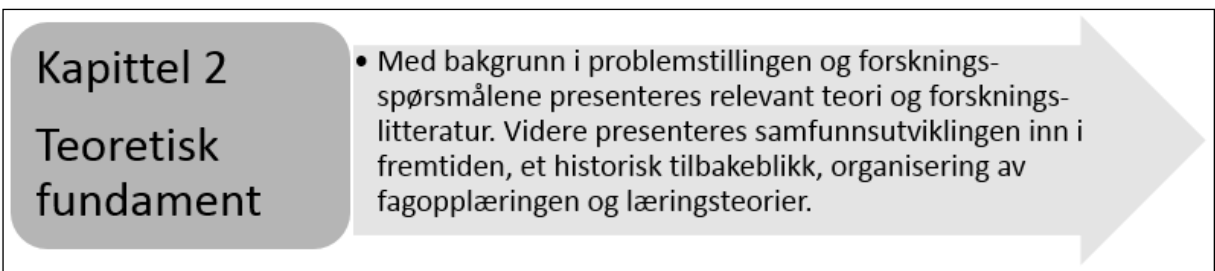 Kapittel 2
Teoretisk
fundament
• Med bakgrunn i problemstillingen og forsknings-
spørsmålene presenteres relevant teori og forsknings-
litteratur. Videre presenteres samfunnsutviklingen inn i
fremtiden, et historisk tilbakeblikk, organisering av
fagopplæringen og læringsteorier.